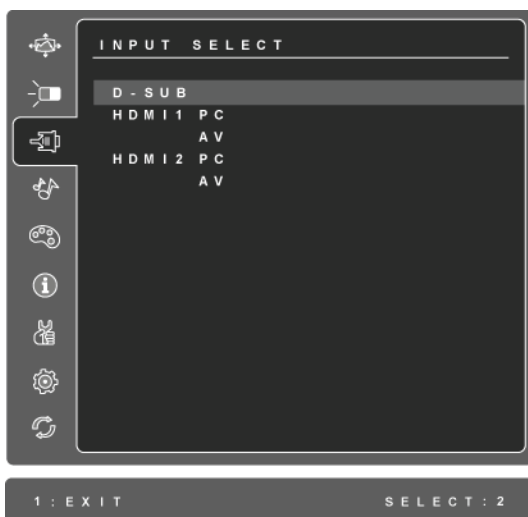 INPUT SELECT
D-SUB
HDMI1 PC
AV
HDMI2 PC
AV
1:EXIT SELECT:2